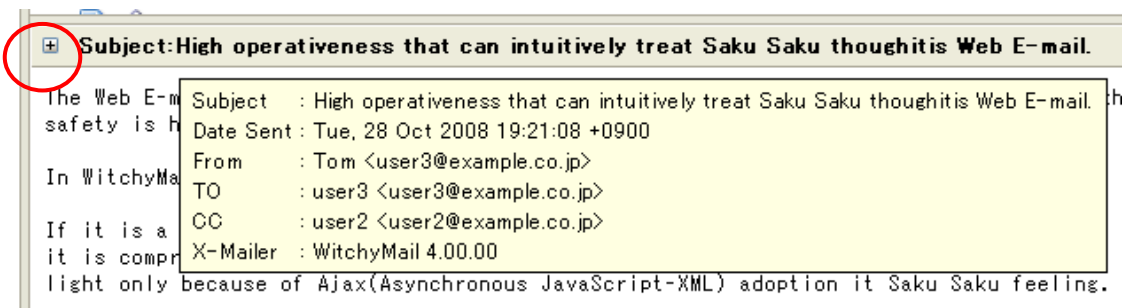 Subject:High operativeness that can intuitively treat Saku Saku thoughitis Web E-mail.
The Web E-m
Subject : High operativeness that can intuitively treat Saku Saku thoughitis Web E-mail.
th
safety is h
Date Sent : Tue, 28 Oct 2008 19:21:08 +0900
From : Tom <user3@example.co.jp>
In WitchyMa
TO : user3 <user3@example.co.jp>
CC : user2 <user2@example.co.jp>
If it is a
X-Mailer : WitchyMail 4.00.00
it is compr
light only because of Ajax(Asynchronous JavaScript-XML) adoption it Saku Saku feeling.